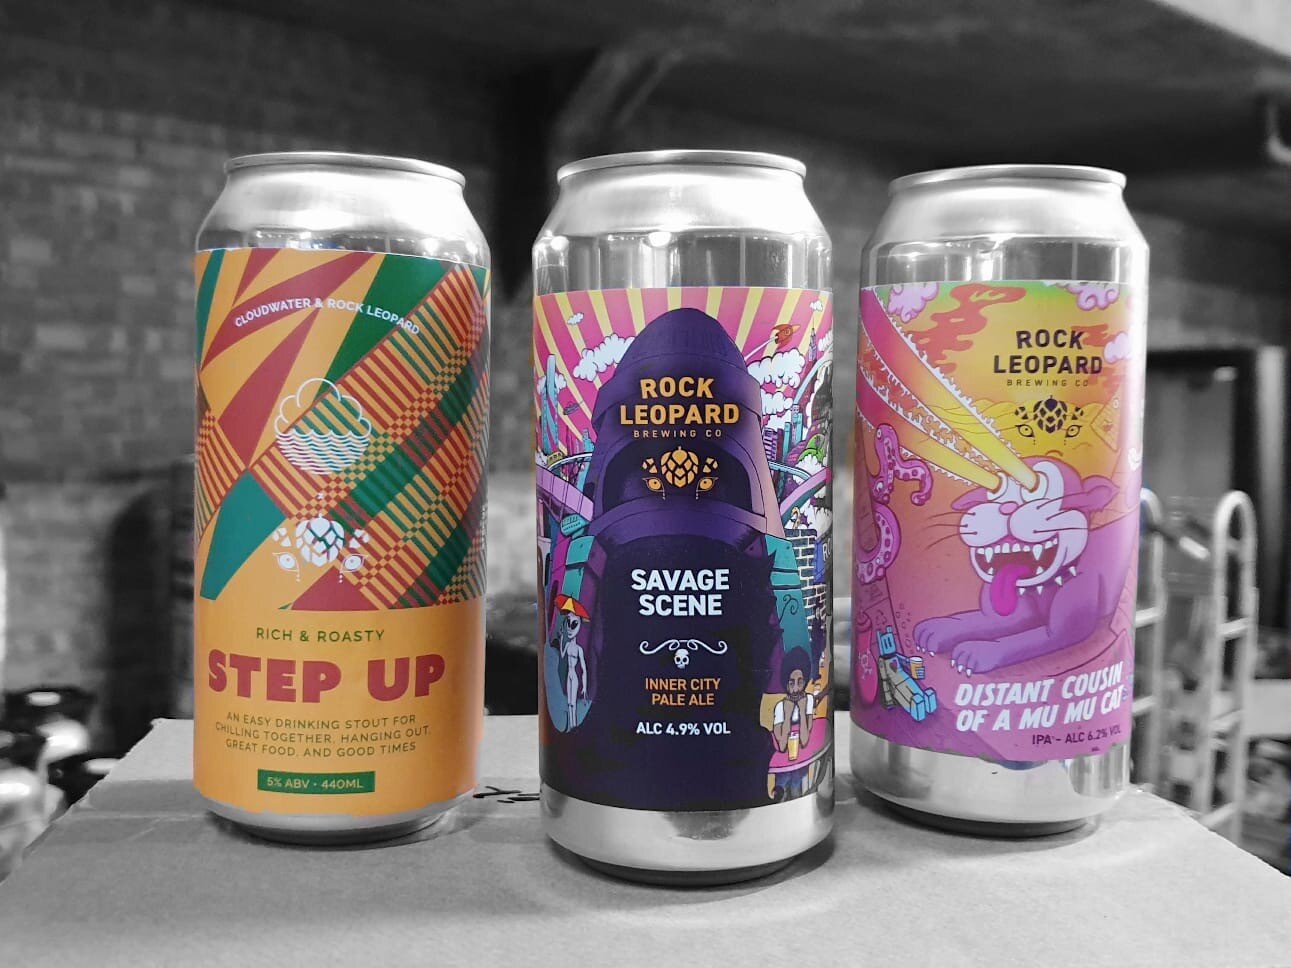 CLOUDWATER & ROCK LEOPARD
RICH & ROASTY
STEP UP
AN EASY DRINKING STOUT FOR
CHILLING TOGETHER, HANGING OUT,
GREAT FOOD, AND GOOD TIMES
5% ABV • 440ML
ROCK
LEOPARD
BREWING CO
SAVAGE
SCENE
INNER CITY
PALE ALE
ALC 4.9% VOL
ROCK
LEOPARD
BREWING CO
DISTANT COUSIN
OF A MU MU CAT
IPA - ALC 6.2% VOL